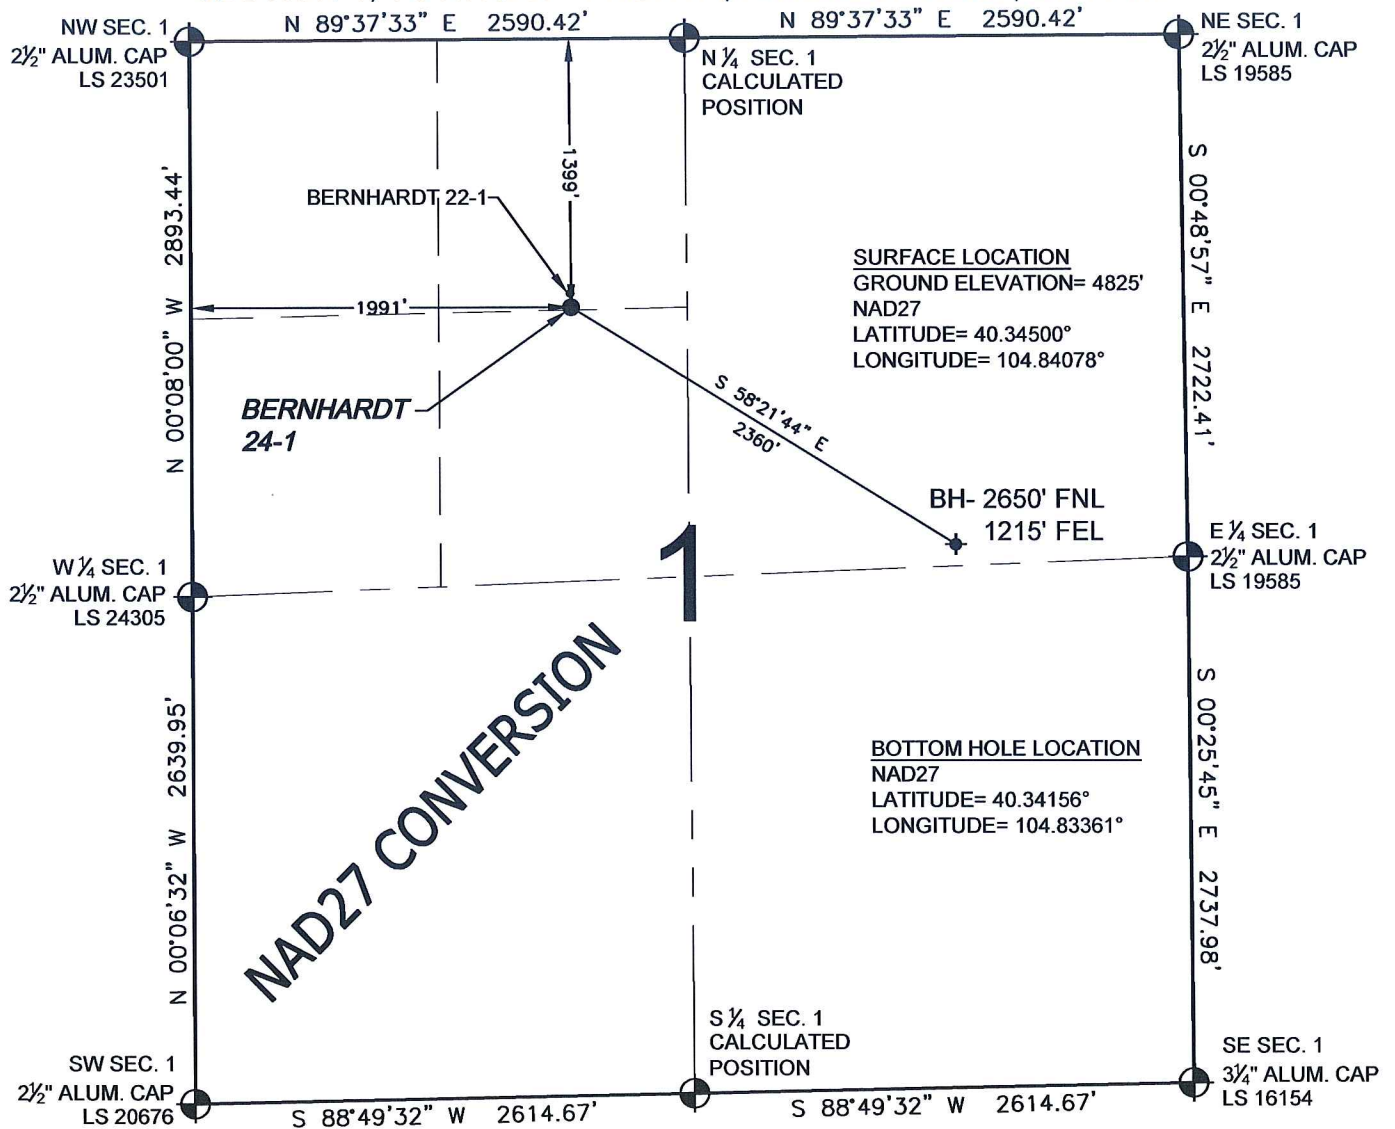 NW SEC. 1
2½" ALUM. CAP
LS 23501
N 89°37'33" E 2590.42'
N ¼ SEC. 1
CALCULATED
POSITION
N 89°37'33" E 2590.42'
NE SEC. 1
2½" ALUM. CAP
LS 19585
N 00°08'00" W 2893.44'
1399'
BERNHARDT 22-1
1991'
BERNHARDT
24-1
SURFACE LOCATION
GROUND ELEVATION= 4825'
NAD27
LATITUDE= 40.34500°
LONGITUDE= 104.84078°
S 00°48'57" E 2722.41'
S 58°21'44" E
2360'
BH- 2650' FNL
1215' FEL
W ¼ SEC. 1
2½" ALUM. CAP
LS 24305
1
E ¼ SEC. 1
2½" ALUM. CAP
LS 19585
NAD27 CONVERSION
N 00°06'32" W 2639.95'
BOTTOM HOLE LOCATION
NAD27
LATITUDE= 40.34156°
LONGITUDE= 104.83361°
S 00°25'45" E 2737.98'
SW SEC. 1
2½" ALUM. CAP
LS 20676
S 88°49'32" W 2614.67'
S ¼ SEC. 1
CALCULATED
POSITION
S 88°49'32" W 2614.67'
SE SEC. 1
3¼" ALUM. CAP
LS 16154